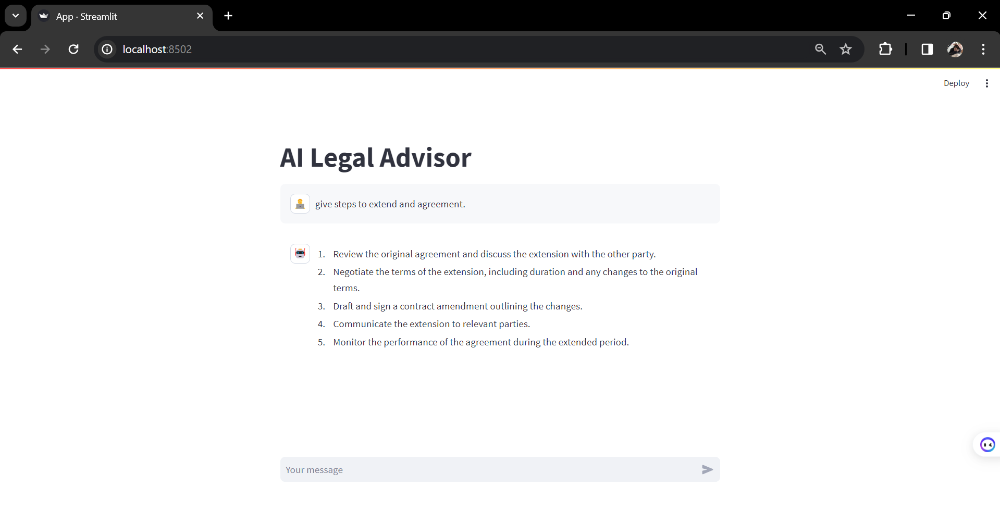 App · Streamlit
localhost:8502
Deploy
AI Legal Advisor
give steps to extend and agreement.
1. Review the original agreement and discuss the extension with the other party.
2. Negotiate the terms of the extension, including duration and any changes to the original
terms.
3. Draft and sign a contract amendment outlining the changes.
4. Communicate the extension to relevant parties.
5. Monitor the performance of the agreement during the extended period.
Your message